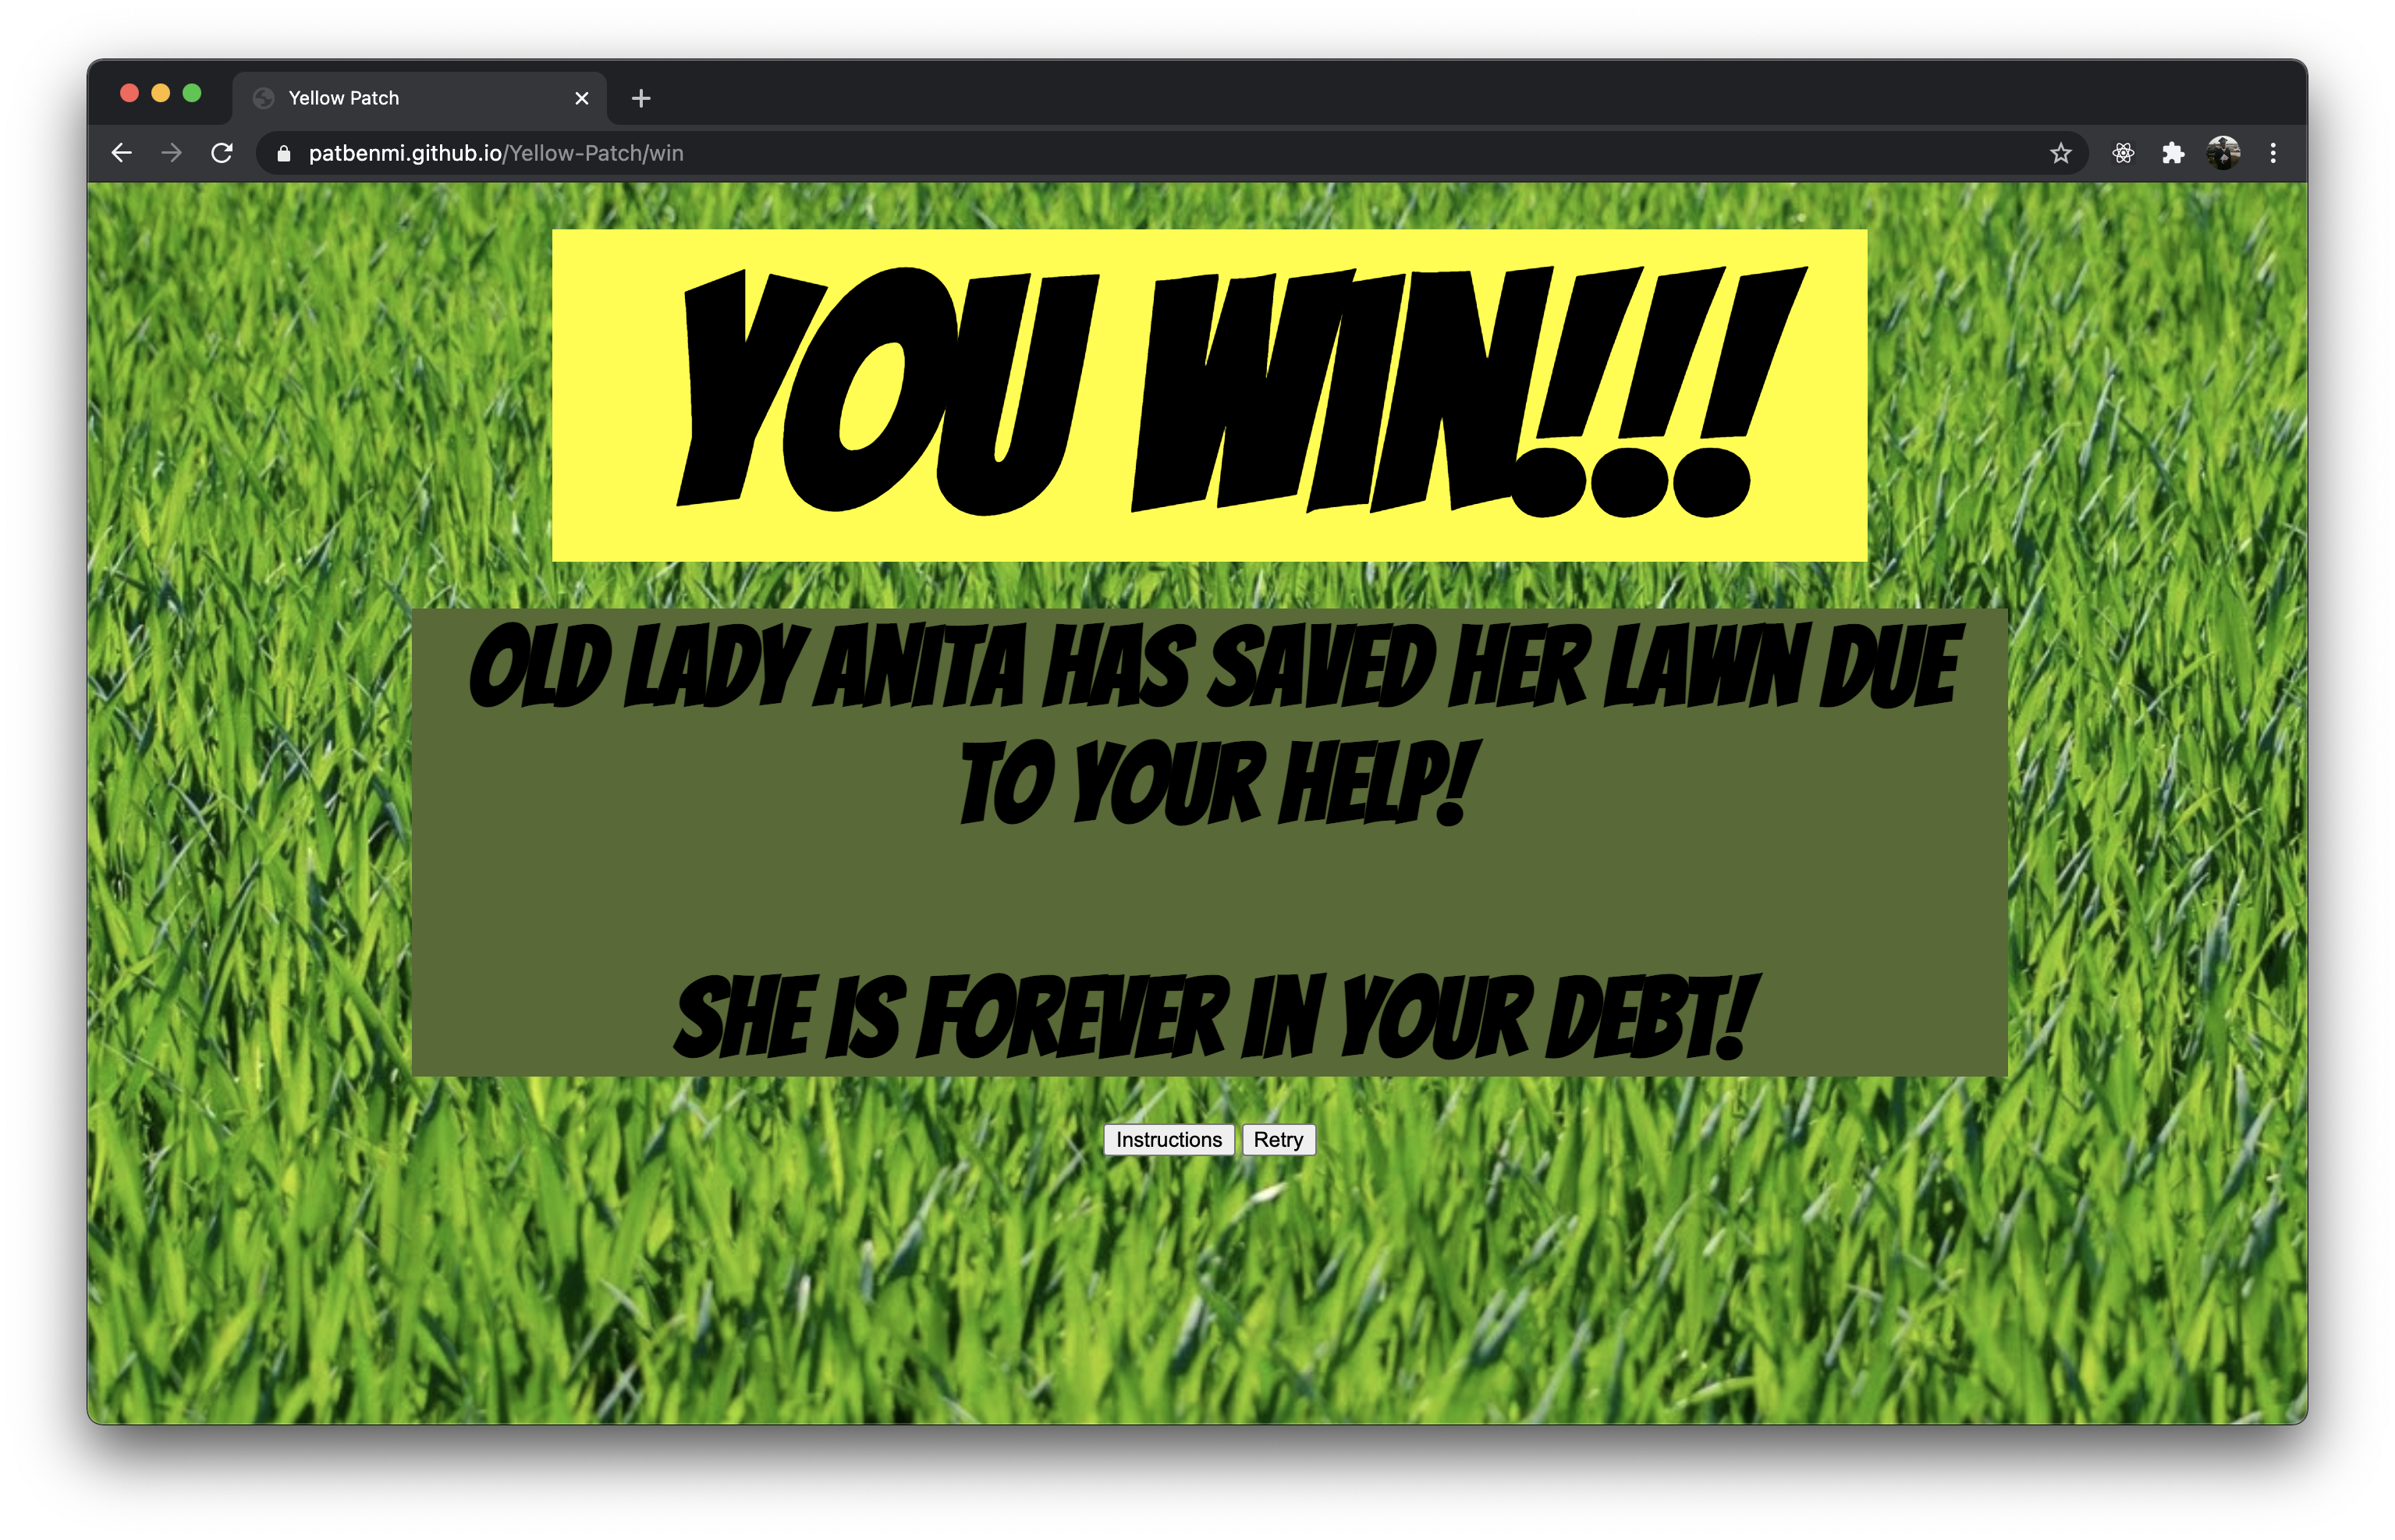 Yellow Patch
patbenmi.github.io/Yellow-Patch/win
YOU WIN!!!
OLD LADY ANITA HAS SAVED HER LAWN DUE
TO YOUR HELP!
SHE IS FOREVER IN YOUR DEBT!
Instructions Retry